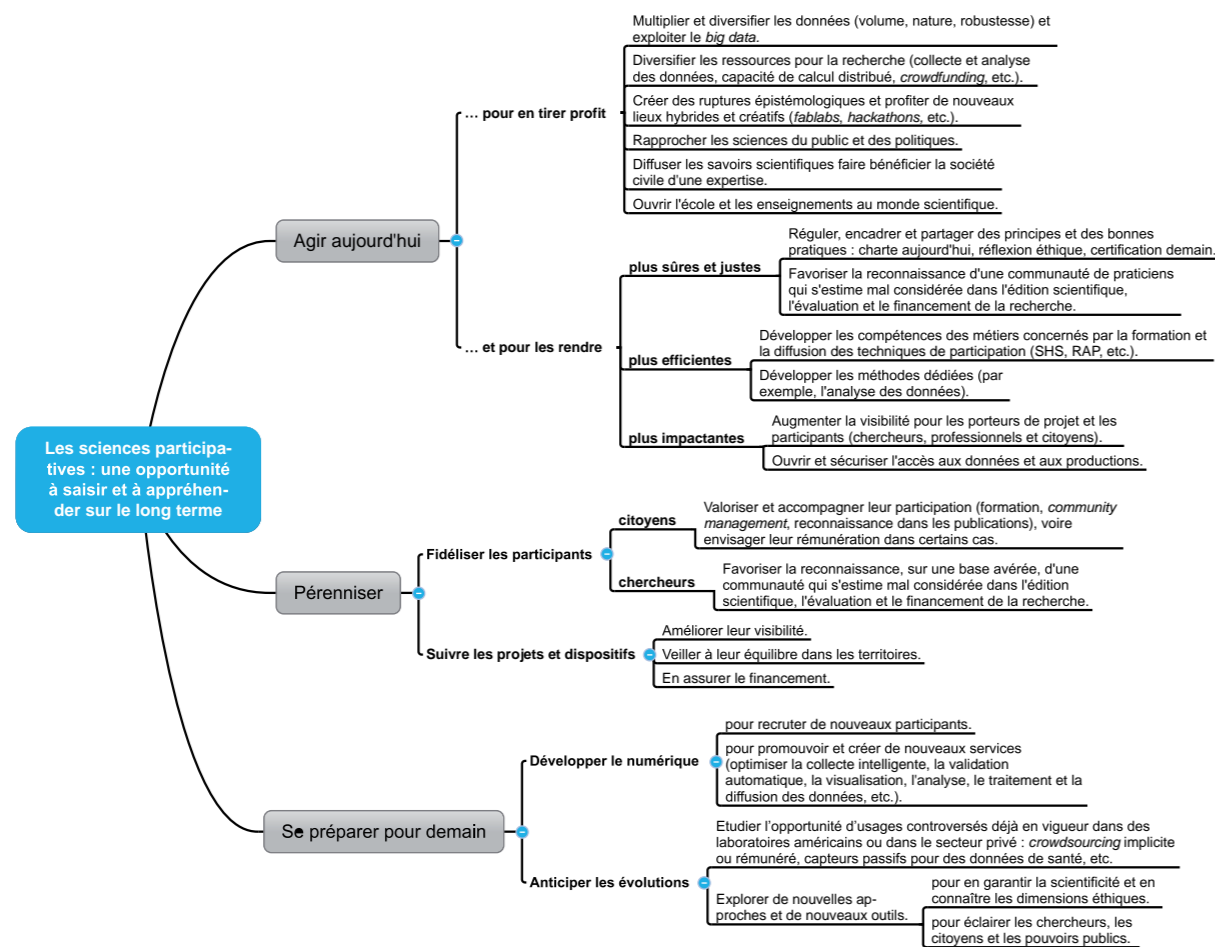 Les sciences participa-
tives : une opportunité
à saisir et à appréhen-
der sur le long terme
Agir aujourd'hui
... pour en tirer profit
Multiplier et diversifier les données (volume, nature, robustesse) et
exploiter le big data.
Diversifier les ressources pour la recherche (collecte et analyse
des données, capacité de calcul distribué, crowdfunding, etc.).
Créer des ruptures épistémologiques et profiter de nouveaux
lieux hybrides et créatifs (fablabs, hackathons, etc.).
Rapprocher les sciences du public et des politiques.
Diffuser les savoirs scientifiques faire bénéficier la société
civile d'une expertise.
Ouvrir l'école et les enseignements au monde scientifique.
... et pour les rendre
plus sûres et justes
Réguler, encadrer et partager des principes et des bonnes
pratiques : charte aujourd'hui, réflexion éthique, certification demain.
Favoriser la reconnaissance d'une communauté de praticiens
qui s'estime mal considérée dans l'édition scientifique,
l'évaluation et le financement de la recherche.
plus efficientes
Développer les compétences des métiers concernés par la formation et
la diffusion des techniques de participation (SHS, RAP, etc.).
Développer les méthodes dédiées (par
exemple, l'analyse des données).
plus impactantes
Augmenter la visibilité pour les porteurs de projet et les
participants (chercheurs, professionnels et citoyens).
Ouvrir et sécuriser l'accès aux données et aux productions.
Pérenniser
Fidéliser les participants
citoyens
Valoriser et accompagner leur participation (formation, community
management, reconnaissance dans les publications), voire
envisager leur rémunération dans certains cas.
chercheurs
Favoriser la reconnaissance, sur une base avérée, d'une
communauté qui s'estime mal considérée dans l'édition
scientifique, l'évaluation et le financement de la recherche.
Suivre les projets et dispositifs
Améliorer leur visibilité.
Veiller à leur équilibre dans les territoires.
En assurer le financement.
Se préparer pour demain
Développer le numérique
pour recruter de nouveaux participants.
pour promouvoir et créer de nouveaux services
(optimiser la collecte intelligente, la validation
automatique, la visualisation, l'analyse, le traitement et la
diffusion des données, etc.).
Anticiper les évolutions
Etudier l'opportunité d'usages controversés déjà en vigueur dans des
laboratoires américains ou dans le secteur privé : crowdsourcing implicite
ou rémunéré, capteurs passifs pour des données de santé, etc.
Explorer de nouvelles ap-
proches et de nouveaux outils.
pour en garantir la scientificité et en
connaître les dimensions éthiques.
pour éclairer les chercheurs, les
citoyens et les pouvoirs publics.